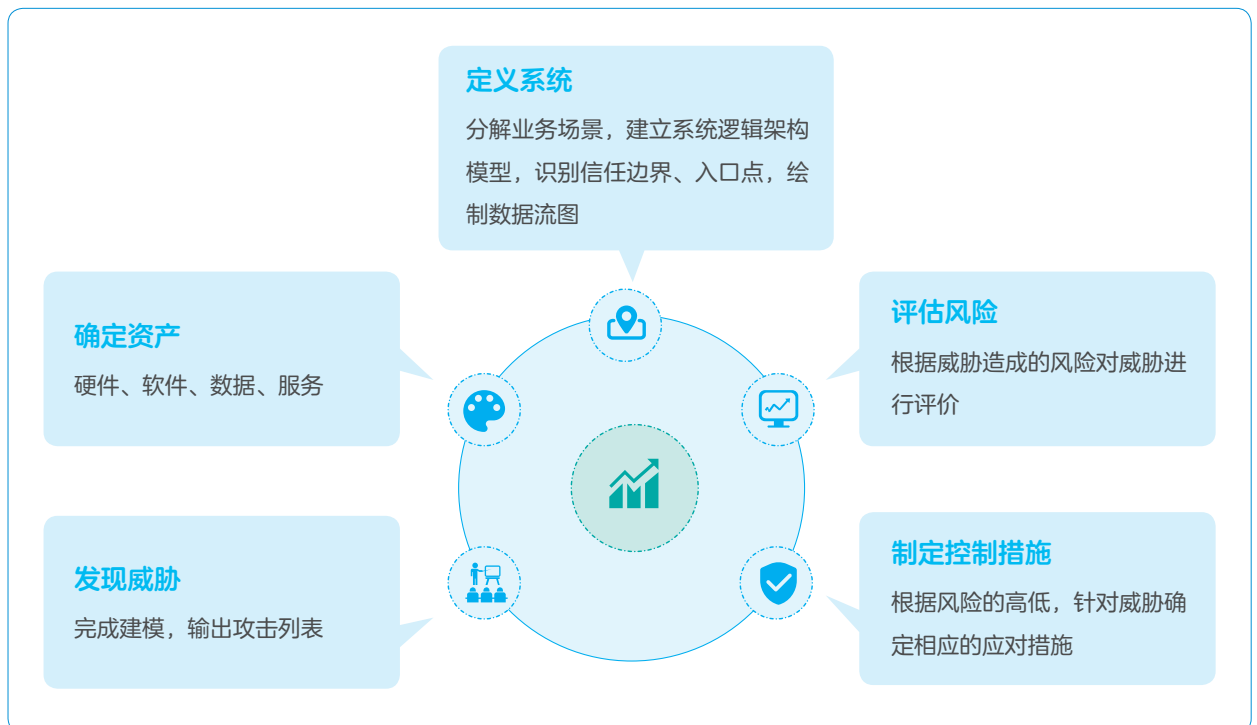 定义系统
分解业务场景，建立系统逻辑架构
模型，识别信任边界、入口点，绘
制数据流图
确定资产
硬件、软件、数据、服务
评估风险
根据威胁造成的风险对威胁进
行评价
发现威胁
完成建模，输出攻击列表
制定控制措施
根据风险的高低，针对威胁确
定相应的应对措施